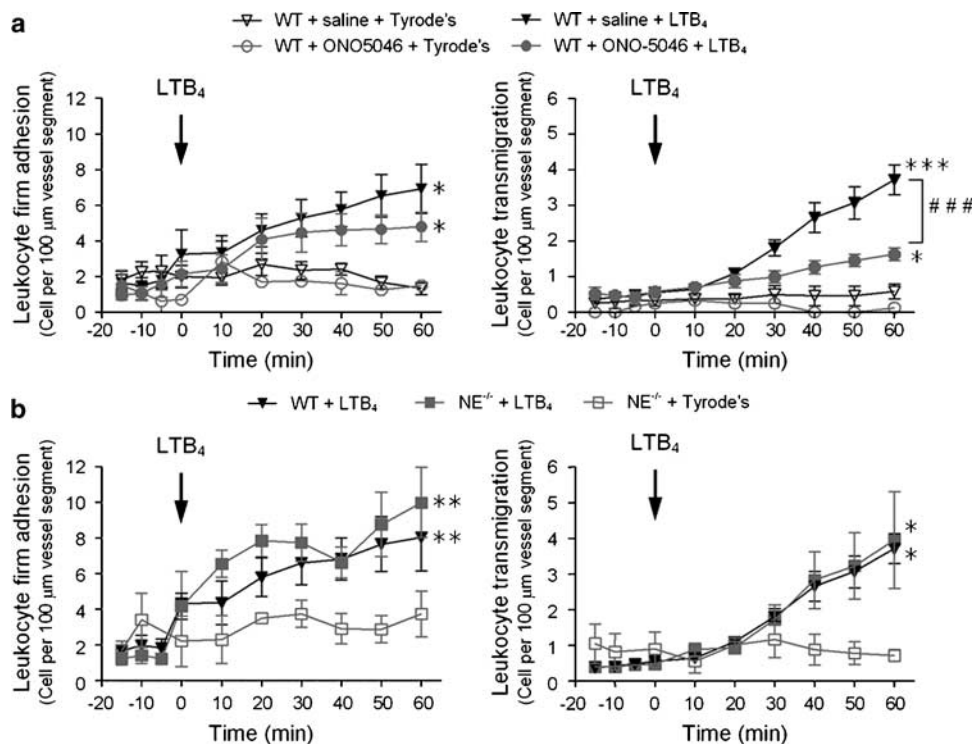 a
WT + saline + Tyrode's
WT + saline + LTB4
WT + ONO5046 + Tyrode's
WT + ONO-5046 + LTB4
LTB4
Leukocyte firm adhesion
(Cell per 100 µm vessel segment)
12
10
8
6
4
2
0
*
*
-20 -10 0 10 20 30 40 50 60
Time (min)
LTB4
Leukocyte transmigration
(Cell per 100 µm vessel segment)
6
5
4
3
2
1
0
***
###
*
-20 -10 0 10 20 30 40 50 60
Time (min)
b
WT + LTB4
NE-/- + LTB4
NE-/- + Tyrode's
LTB4
Leukocyte firm adhesion
(Cell per 100 µm vessel segment)
12
10
8
6
4
2
0
**
**
-20 -10 0 10 20 30 40 50 60
Time (min)
LTB4
Leukocyte transmigration
(Cell per 100 µm vessel segment)
6
5
4
3
2
1
0
*
*
-20 -10 0 10 20 30 40 50 60
Time (min)